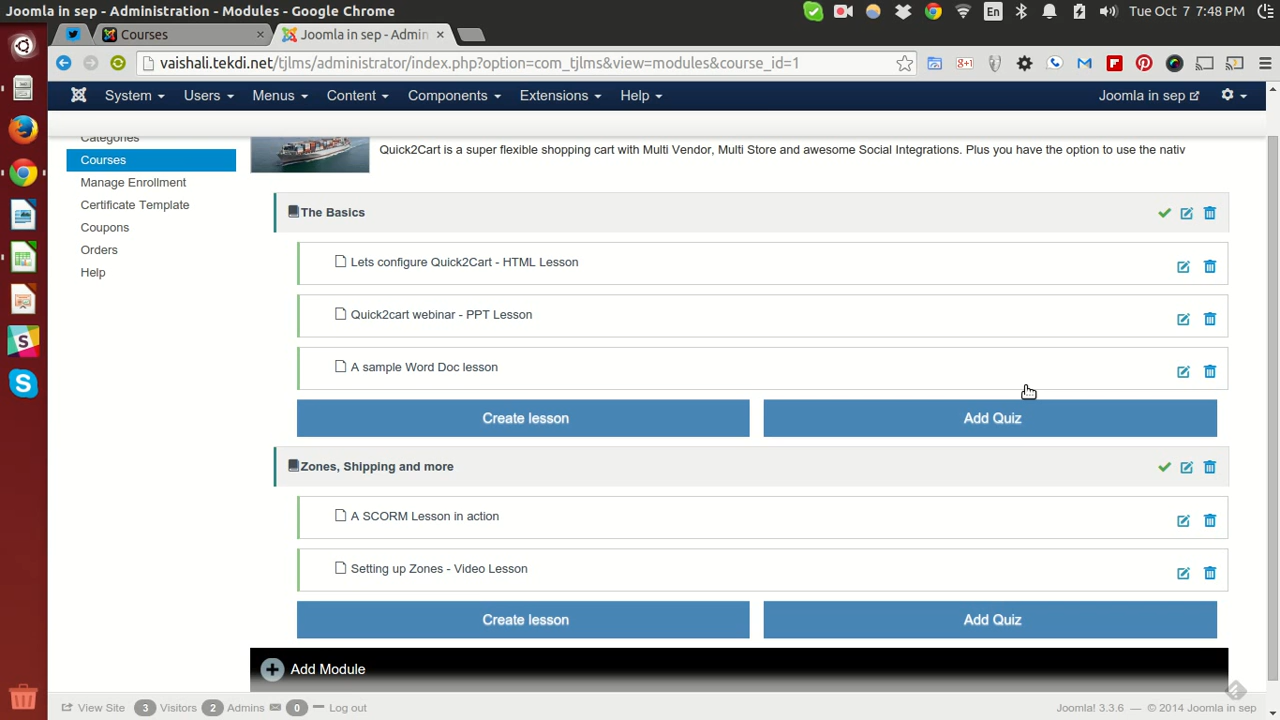 Joomla in sep - Administration - Modules - Google Chrome
En
Tue Oct 7 7:48 PM
Courses
Joomla in sep - Admin
vaishali.tekdi.net/tjlms/administrator/index.php?option=com_tjlms&view=modules&course_id=1
System
Users
Menus
Content
Components
Extensions
Help
Joomla in sep
Categories
Courses
Manage Enrollment
Certificate Template
Coupons
Orders
Help
Quick2Cart is a super flexible shopping cart with Multi Vendor, Multi Store and awesome Social Integrations. Plus you have the option to use the nativ
The Basics
Lets configure Quick2Cart - HTML Lesson
Quick2cart webinar - PPT Lesson
A sample Word Doc lesson
Create lesson
Add Quiz
Zones, Shipping and more
A SCORM Lesson in action
Setting up Zones - Video Lesson
Create lesson
Add Quiz
Add Module
View Site
3 Visitors
2 Admins
0
Log out
Joomla! 3.3.6 — © 2014 Joomla in sep